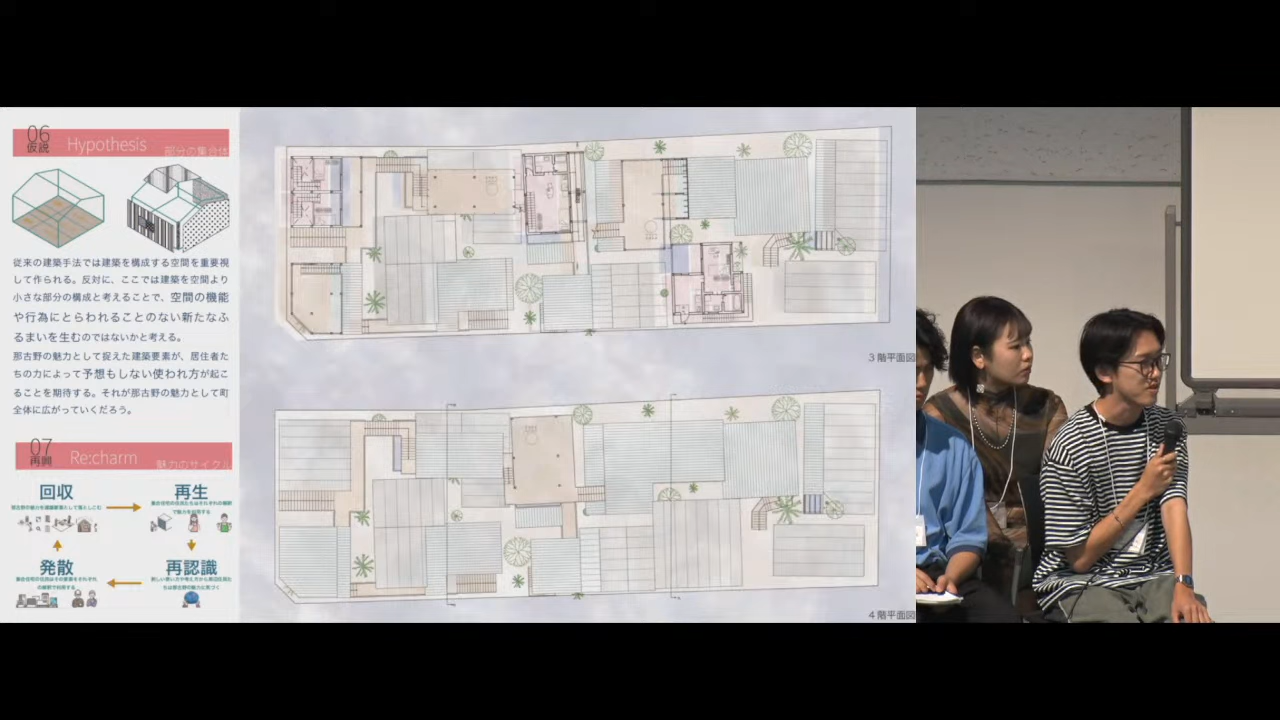 06
仮説
Hypothesis
部分の集合体
従来の建築手法では建築を構成する空間を重要視
して作られる。反対に、ここでは建築を空間より
小さな部分の構成と考えることで、空間の機能
や行為にとらわれることのない新たなふ
るまいを生むのではないかと考える。
那古野の魅力として捉えた建築要素が、居住者た
ちの力によって予想もしない使われ方が起こ
ることを期待する。それが那古野の魅力として町
全体に広がっていくだろう。
07
再興
Re:charm
魅力のサイクル
回収
再生
発散
再認識
3階平面図
4階平面図